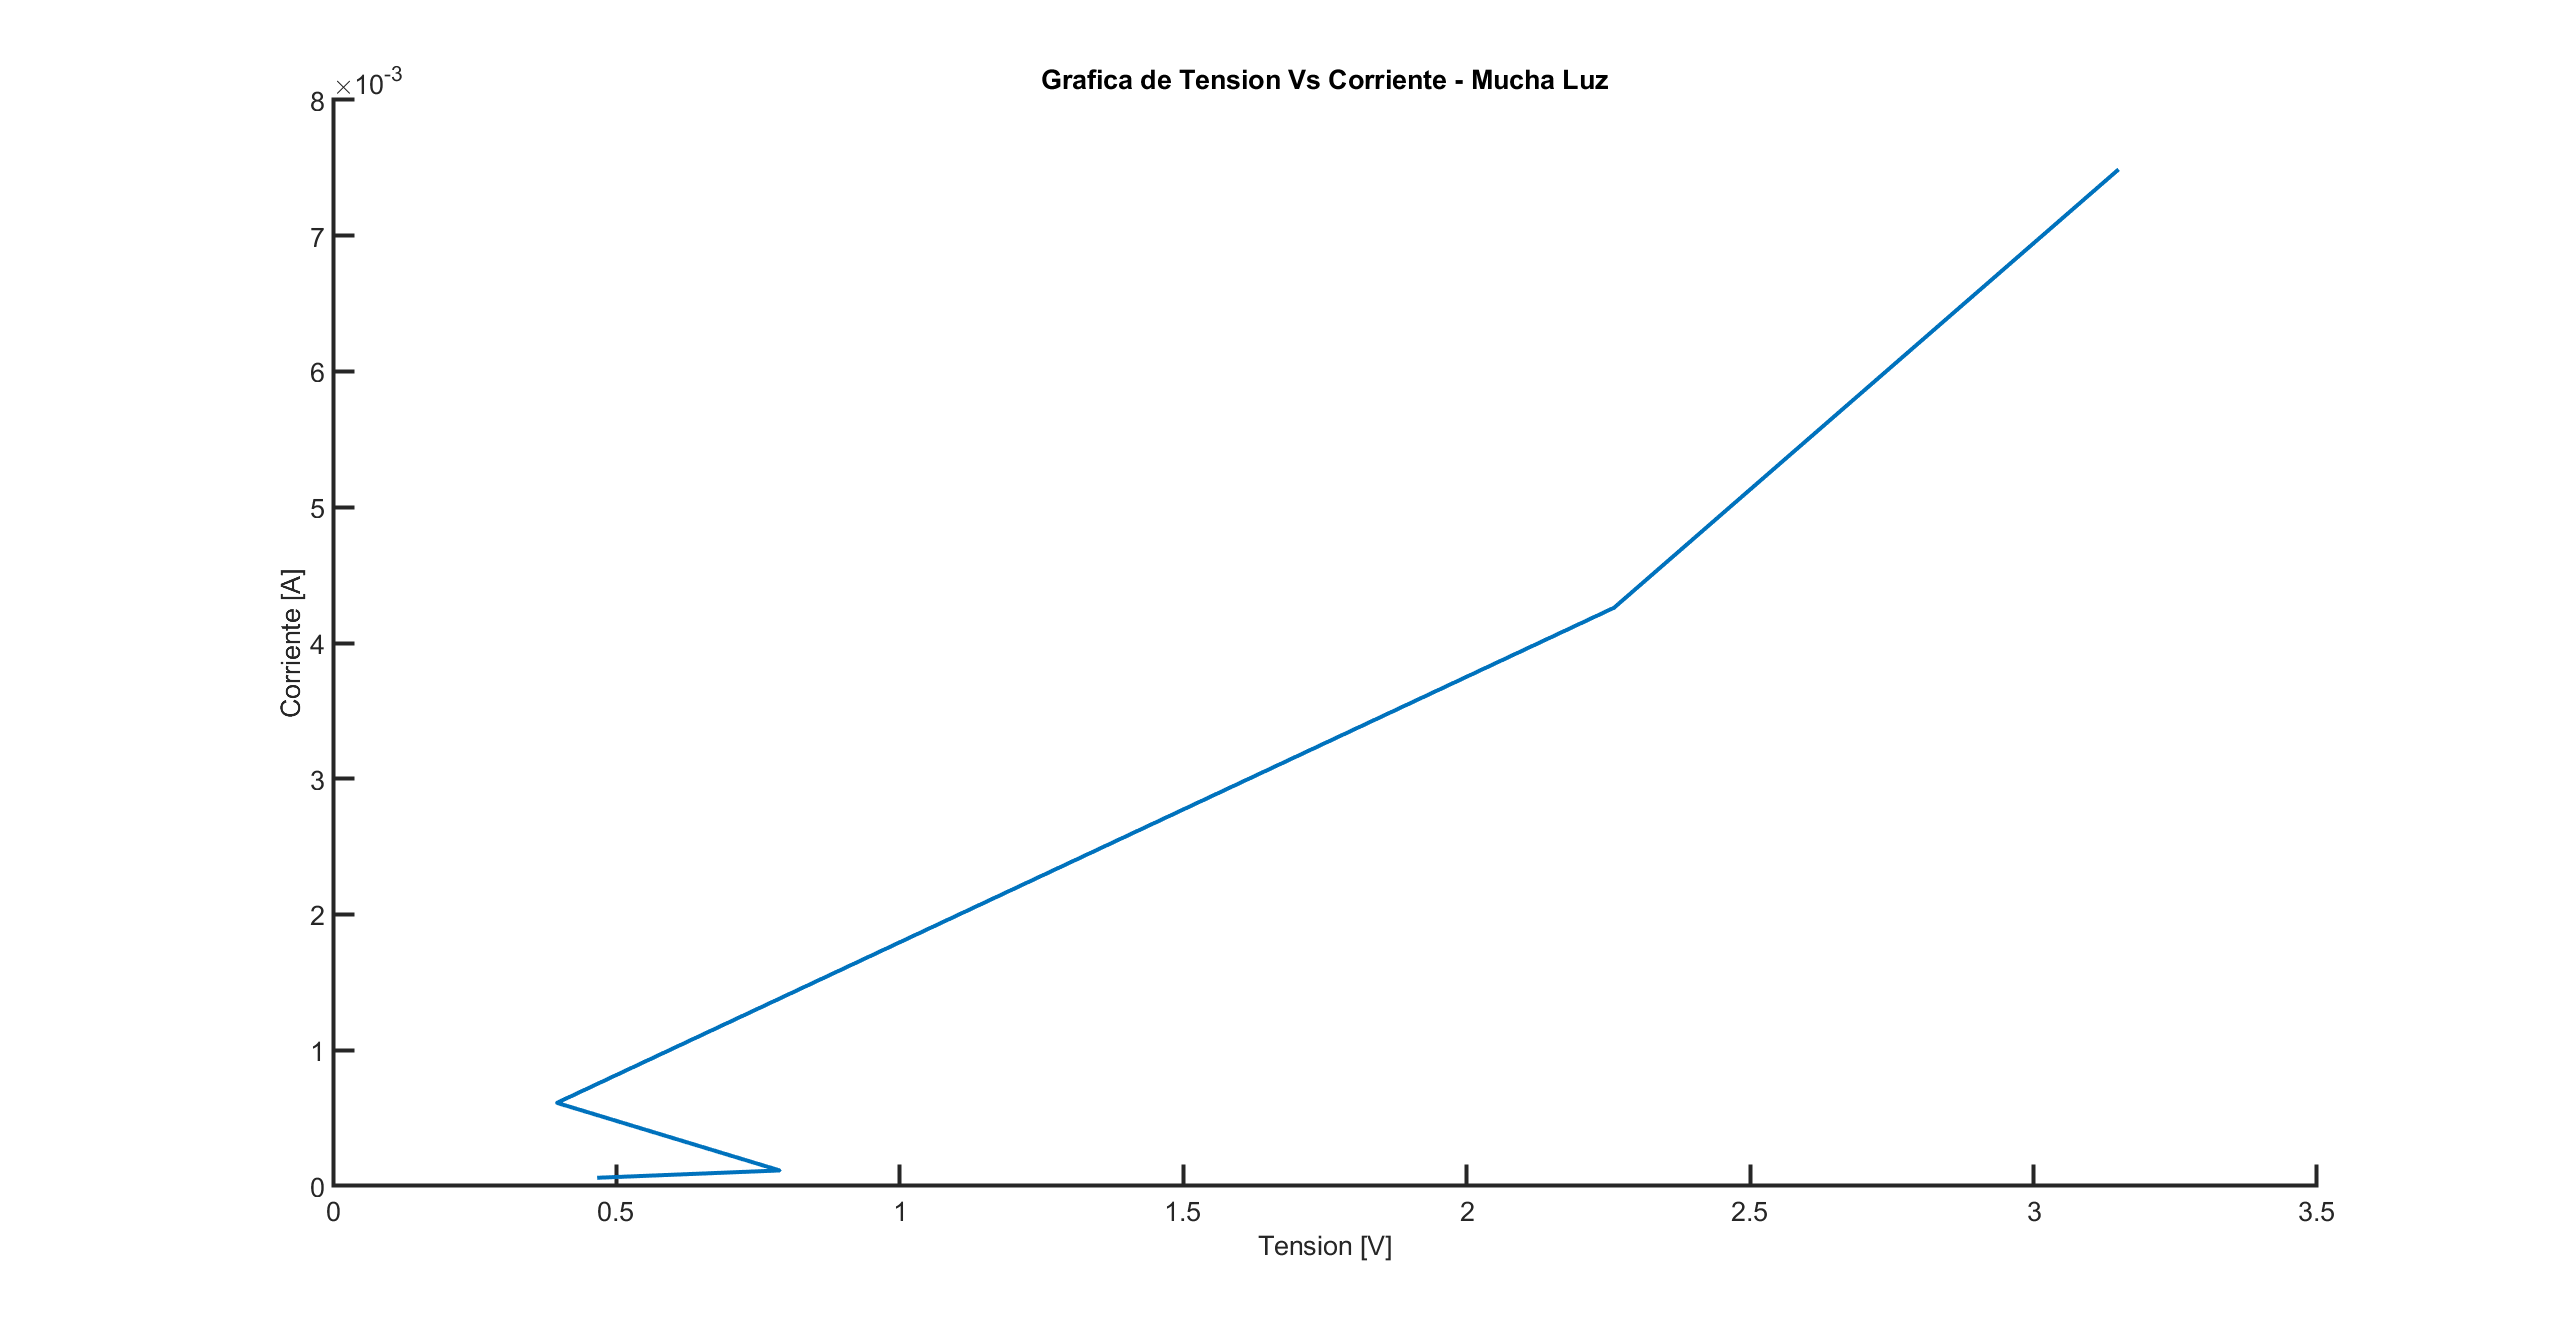 Grafica de Tension Vs Corriente - Mucha Luz
×10-3
8
7
6
5
4
3
2
1
0
Corriente [A]
0 0.5 1 1.5 2 2.5 3 3.5
Tension [V]